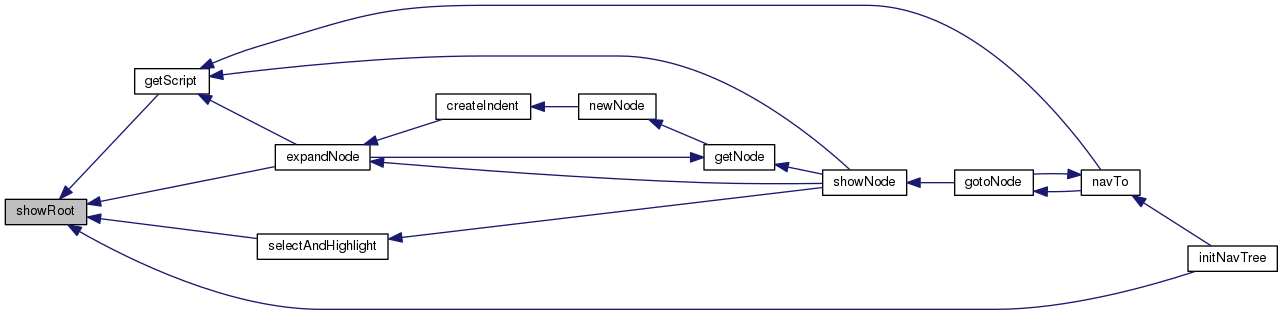 getScript
createIndent
newNode
expandNode
getNode
showNode
gotoNode
navTo
showRoot
selectAndHighlight
initNavTree